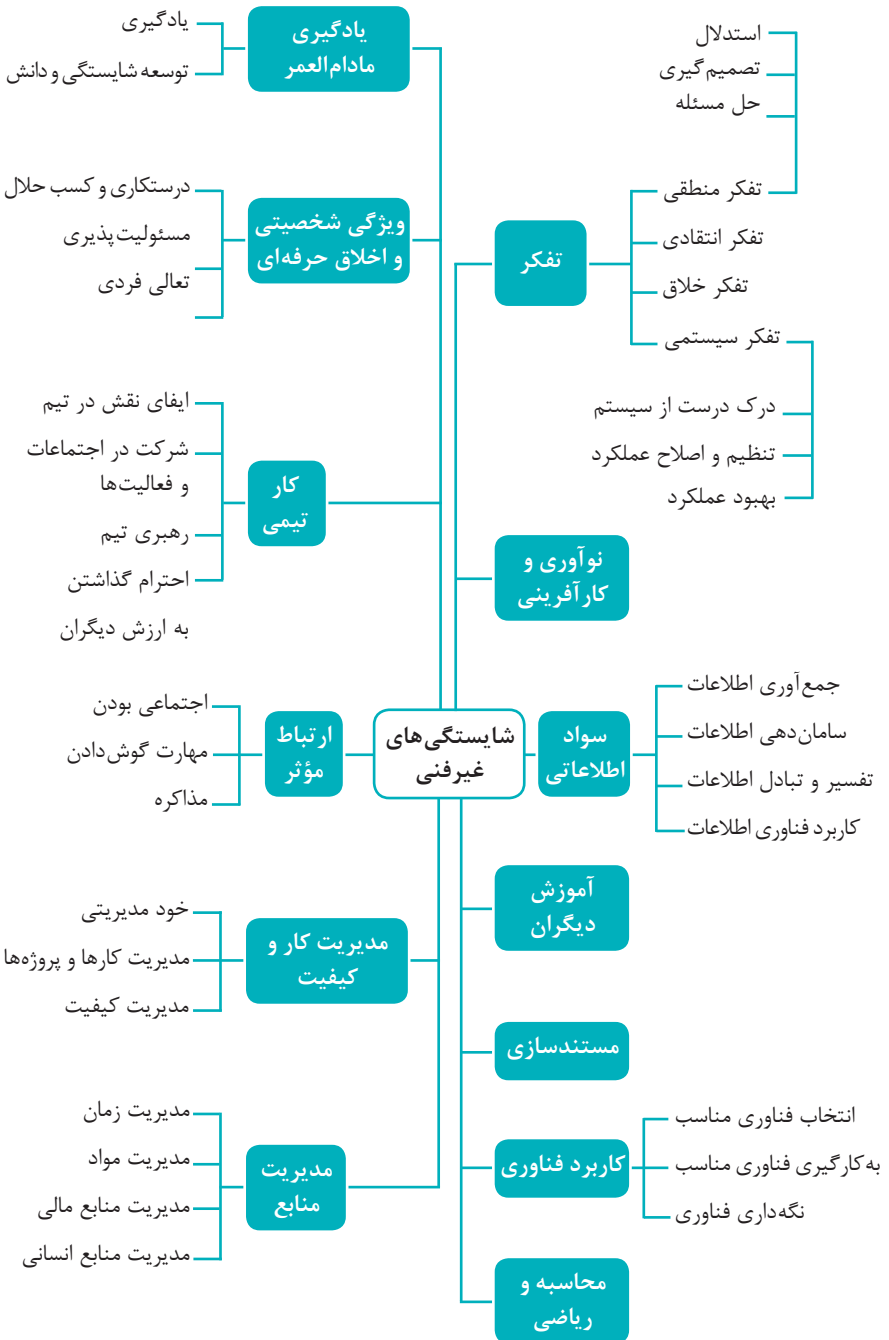 استدلال
تصمیم‌گیری
حل مسئله
تفکر منطقی
تفکر انتقادی
تفکر خلاق
تفکر سیستمی
درک درست از سیستم
تنظیم و اصلاح عملکرد
بهبود عملکرد
تفکر
نوآوری و
کارآفرینی
جمع‌آوری اطلاعات
سامان‌دهی اطلاعات
تفسیر و تبادل اطلاعات
کاربرد فناوری اطلاعات
سواد
اطلاعاتی
آموزش
دیگران
مستندسازی
انتخاب فناوری مناسب
به‌کارگیری فناوری مناسب
نگه‌داری فناوری
کاربرد فناوری
محاسبه و
ریاضی
شایستگی‌های
غیرفنی
یادگیری
مادام‌العمر
یادگیری
توسعه شایستگی و دانش
ویژگی شخصیتی
و اخلاق حرفه‌ای
درستکاری و کسب حلال
مسئولیت‌پذیری
تعالی فردی
کار
تیمی
ایفای نقش در تیم
شرکت در اجتماعات
و فعالیت‌ها
رهبری تیم
احترام گذاشتن
به ارزش دیگران
ارتباط
مؤثر
اجتماعی بودن
مهارت گوش‌دادن
مذاکره
مدیریت کار و
کیفیت
خود مدیریتی
مدیریت کارها و پروژه‌ها
مدیریت کیفیت
مدیریت
منابع
مدیریت زمان
مدیریت مواد
مدیریت منابع مالی
مدیریت منابع انسانی